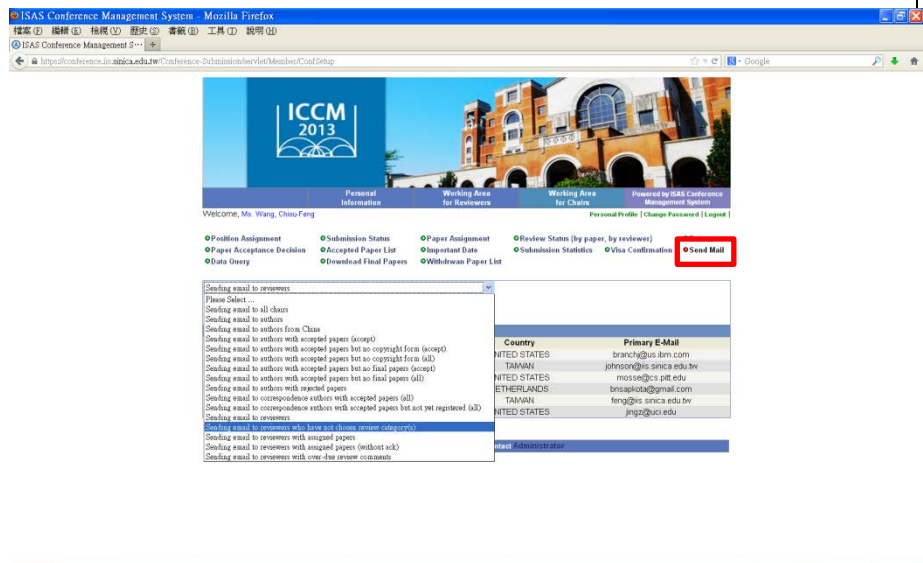 ISAS Conference Management System - Mozilla Firefox
檔案(F) 編輯(E) 檢視(V) 歷史(S) 書籤(B) 工具(T) 說明(H)
ISAS Conference Management S… +
https://conference.iis.sinica.edu.tw/Conference-Submission/servlet/Member/ConfSetup
Google
ICCM
2013
Personal Information
Working Area for Reviewers
Working Area for Chairs
Powered by ISAS Conference Management System
Welcome, Ms. Wang, Chiou-Feng
Personal Profile | Change Password | Logout |
Position Assignment Submission Status Paper Assignment Review Status (by paper, by reviewer)
Paper Acceptance Decision Accepted Paper List Important Date Submission Statistics Visa Confirmation Send Mail
Data Query Download Final Papers Withdrwan Paper List
Sending email to reviewers
Please Select ...
Sending email to all chairs
Sending email to authors
Sending email to authors from China
Sending email to authors with accepted papers (accept)
Sending email to authors with accepted papers but no copyright form (accept)
Sending email to authors with accepted papers but no copyright form (all)
Sending email to authors with accepted papers but no final papers (accept)
Sending email to authors with accepted papers but no final papers (all)
Sending email to authors with rejected papers
Sending email to correspondence authors with accepted papers (all)
Sending email to correspondence authors with accepted papers but not yet registered (all)
Sending email to reviewers
Sending email to reviewers who have not chosen review category(s)
Sending email to reviewers with assigned papers
Sending email to reviewers with assigned papers (without ack)
Sending email to reviewers with over-due review comments
Country Primary E-Mail
NITED STATES branchj@us.ibm.com
TAIWAN johnson@iis.sinica.edu.tw
NITED STATES mosse@cs.pitt.edu
ETHERLANDS bnsapkota@gmail.com
TAIWAN feng@iis.sinica.edu.tw
NITED STATES jingz@uci.edu
ntact Administrator